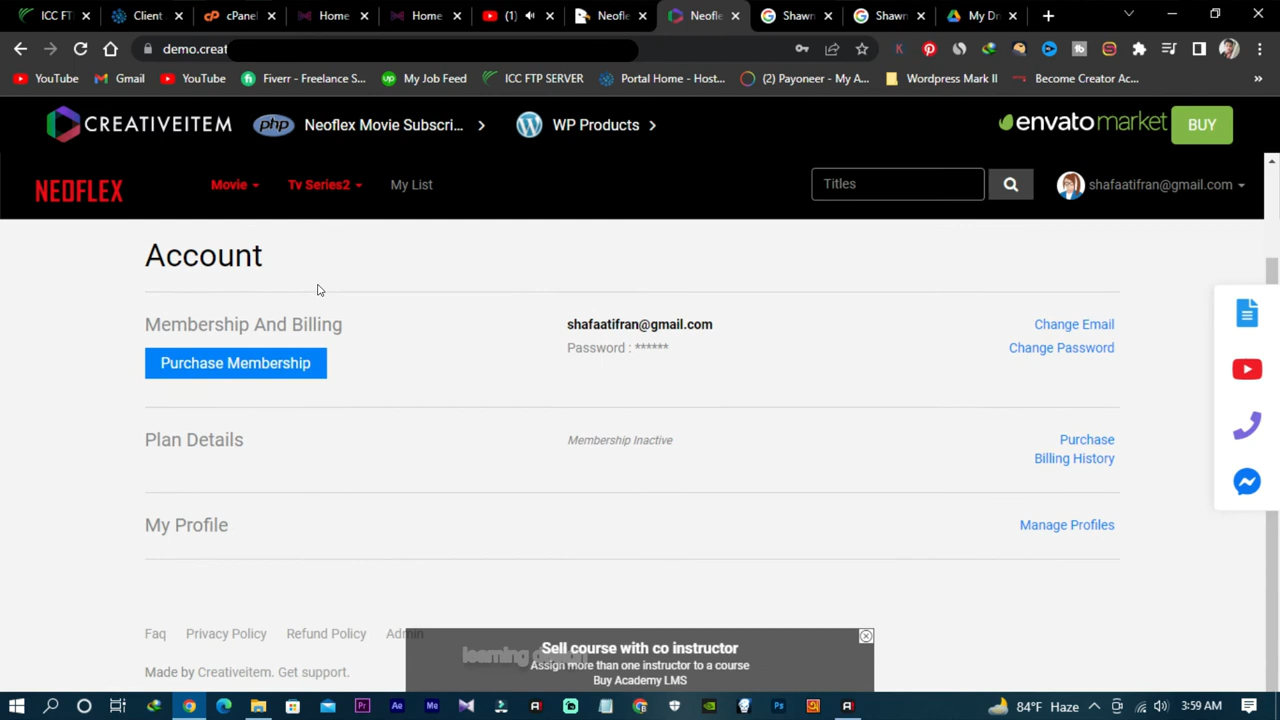 ICC FTI
Client
cPanel
Home
Home
(1)
Neofle
Neofle
Shawn
Shawn
My Dri
demo.creat
YouTube
Gmail
YouTube
Fiverr - Freelance S...
My Job Feed
ICC FTP SERVER
Portal Home - Host...
(2) Payoneer - My A...
Wordpress Mark II
Become Creator Ac...
CREATIVEITEM
php
Neoflex Movie Subscri...
WP Products
envatomarket
BUY
NEOFLEX
Movie
Tv Series2
My List
Titles
shafaatifran@gmail.com
Account
Membership And Billing
shafaatifran@gmail.com
Change Email
Purchase Membership
Password : ******
Change Password
Plan Details
Membership Inactive
Purchase
Billing History
My Profile
Manage Profiles
Faq
Privacy Policy
Refund Policy
Admin
Sell course with co instructor
Assign more than one instructor to a course
Buy Academy LMS
Made by Creativeitem. Get support.
84°F Haze
3:59 AM